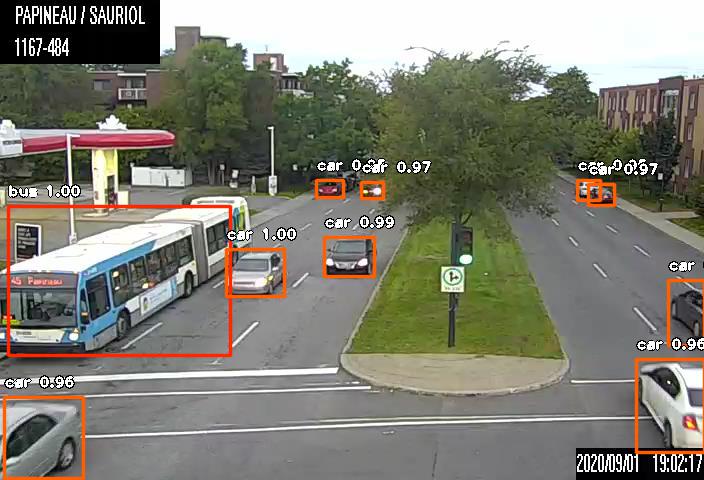 PAPINEAU / SAURIOL
1167-484
car 0.97
car 0.97
bus 1.00
car 0.99
car 1.00
45 Papineau
car
car 0.96
car 0.96
2020/09/01 19:02:17